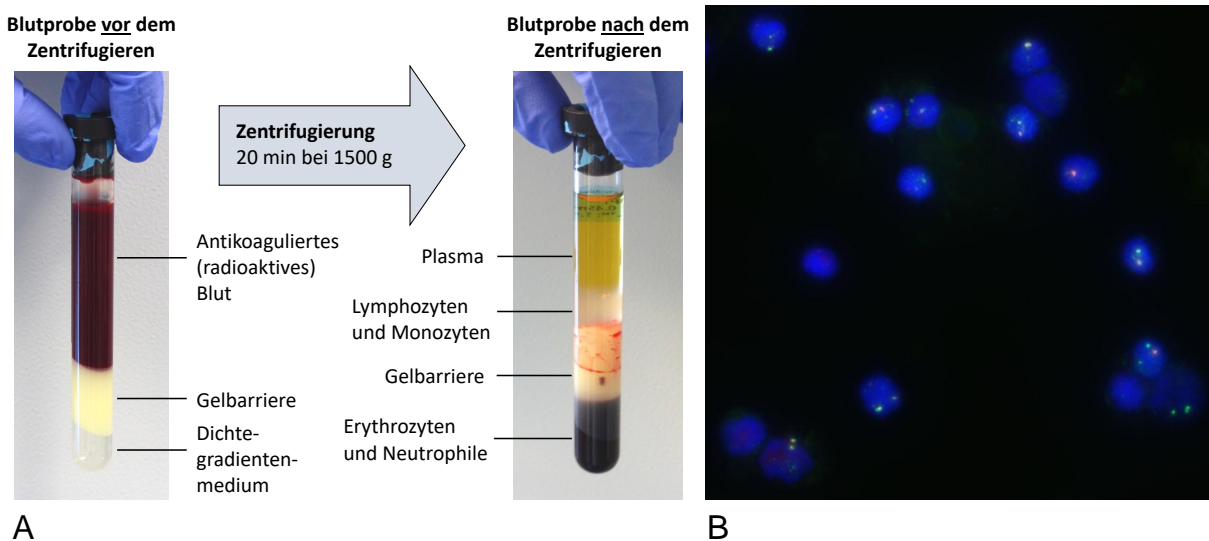 Blutprobe vor dem
Zentrifugieren
Zentrifugierung
20 min bei 1500 g
Antikoaguliertes
(radioaktives)
Blut
Gelbarriere
Dichte-
gradienten-
medium
Blutprobe nach dem
Zentrifugieren
Plasma
Lymphozyten
und Monozyten
Gelbarriere
Erythrozyten
und Neutrophile
A
B